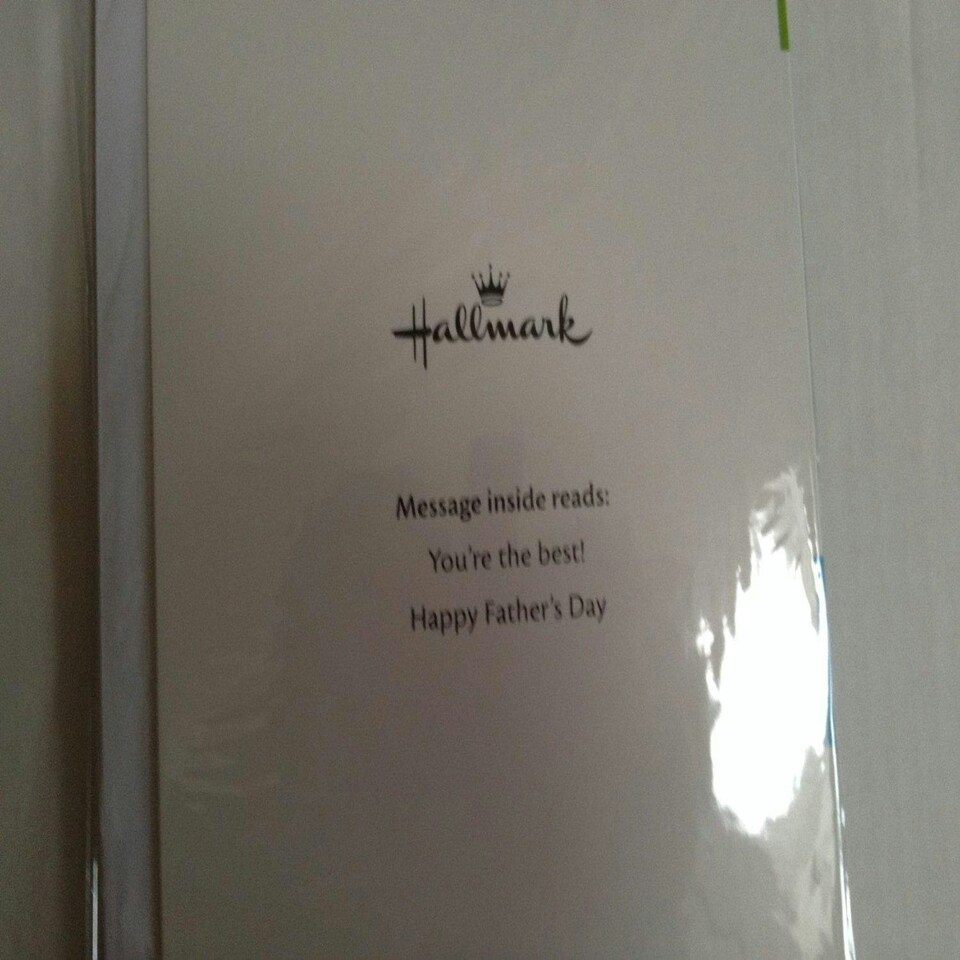 Hallmark
Message inside reads:
You're the best!
Happy Father's Day